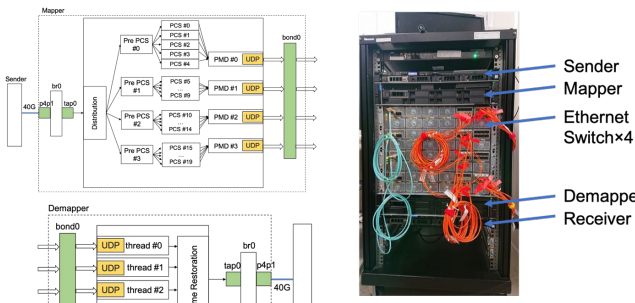 Mapper
Sender
40G
p4p1
br0
tap0
Distribution
Pre PCS
#0
PCS #0
PCS #1
PCS #2
PCS #3
PCS #4
PMD #0
UDP
bond0
Pre PCS
#1
PCS #5
...
PCS #9
PMD #1
UDP
Pre PCS
#2
PCS #10
...
PCS #14
PMD #2
UDP
Pre PCS
#3
PCS #15
...
PCS #19
PMD #3
UDP
Demapper
bond0
UDP
thread #0
UDP
thread #1
UDP
thread #2
me Restoration
tap0
br0
p4p1
40G
Sender
Mapper
Ethernet
Switch×4
Demappe
Receiver